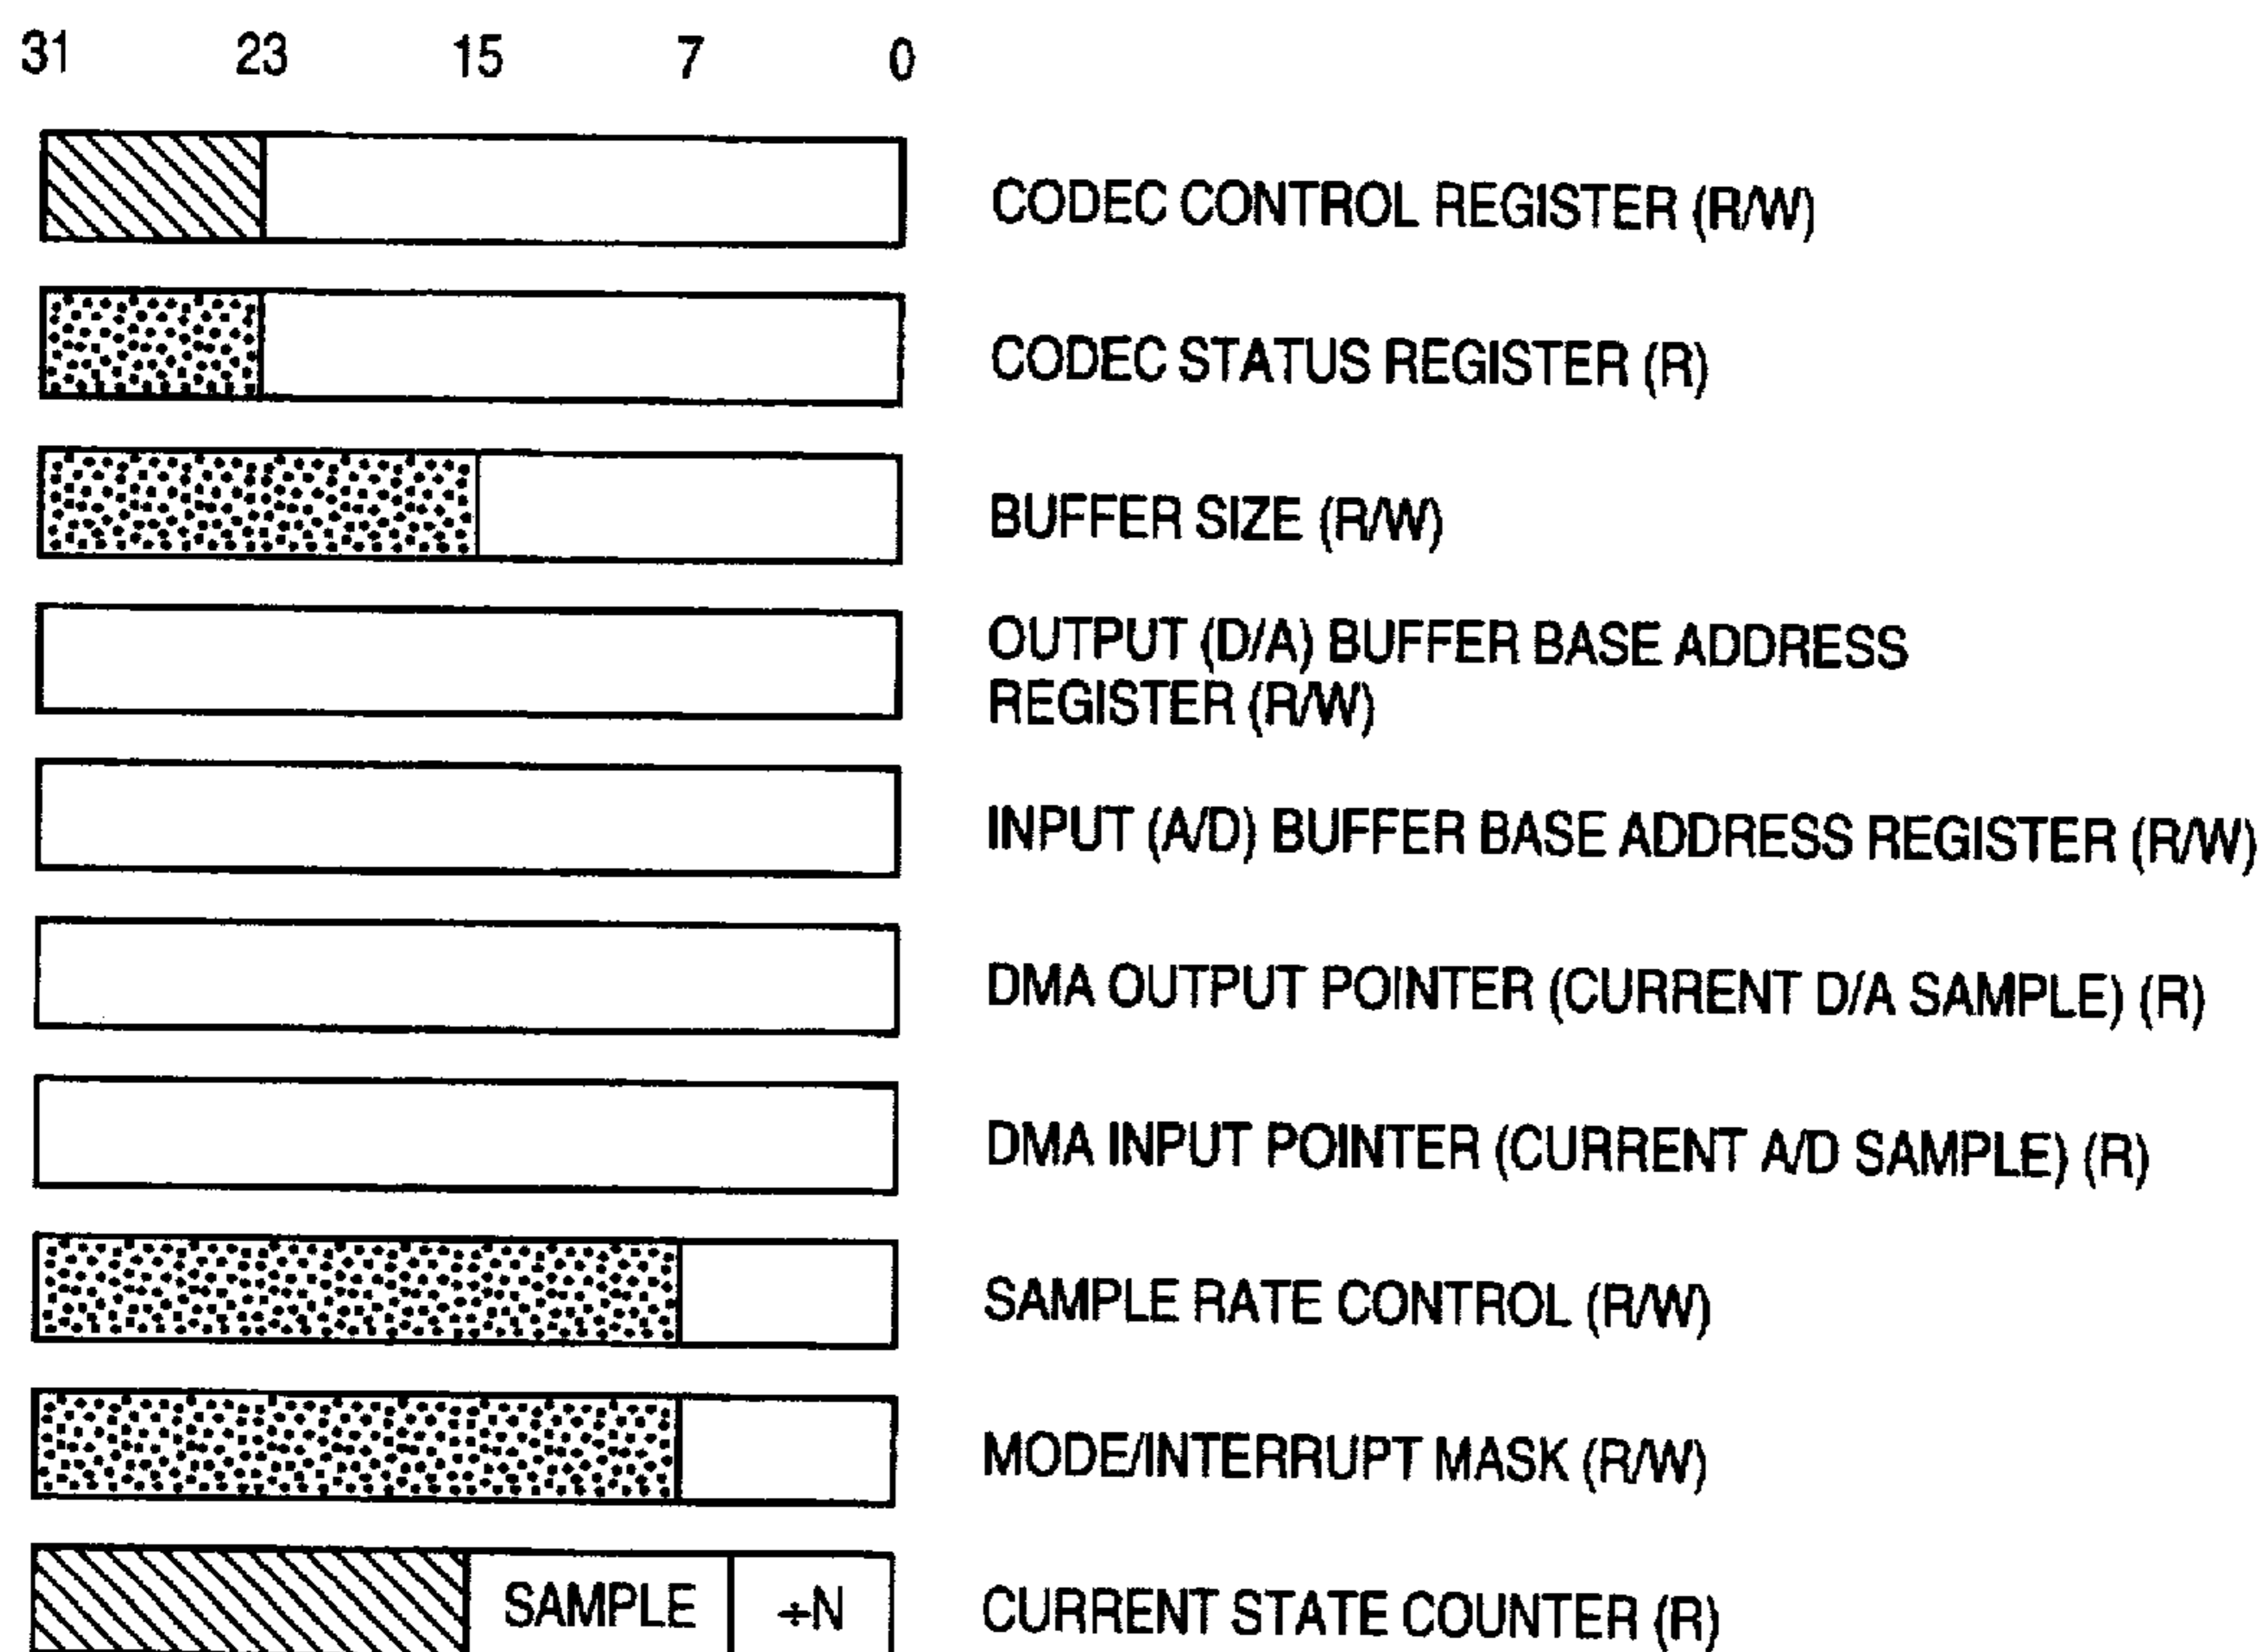 31 23 15 7 0
CODEC CONTROL REGISTER (R/W)
CODEC STATUS REGISTER (R)
BUFFER SIZE (R/W)
OUTPUT (D/A) BUFFER BASE ADDRESS
REGISTER (R/W)
INPUT (A/D) BUFFER BASE ADDRESS REGISTER (R/W)
DMA OUTPUT POINTER (CURRENT D/A SAMPLE) (R)
DMA INPUT POINTER (CURRENT A/D SAMPLE) (R)
SAMPLE RATE CONTROL (R/W)
MODE/INTERRUPT MASK (R/W)
SAMPLE ÷N CURRENT STATE COUNTER (R)